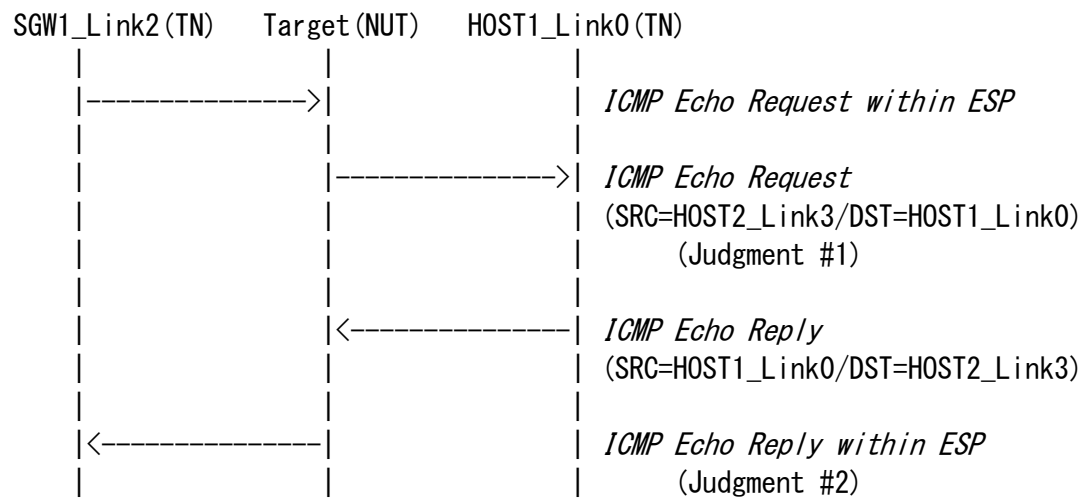 SGW1_Link2(TN) Target(NUT) HOST1_Link0(TN)
ICMP Echo Request within ESP
ICMP Echo Request
(SRC=HOST2_Link3/DST=HOST1_Link0)
(Judgment #1)
ICMP Echo Reply
(SRC=HOST1_Link0/DST=HOST2_Link3)
ICMP Echo Reply within ESP
(Judgment #2)